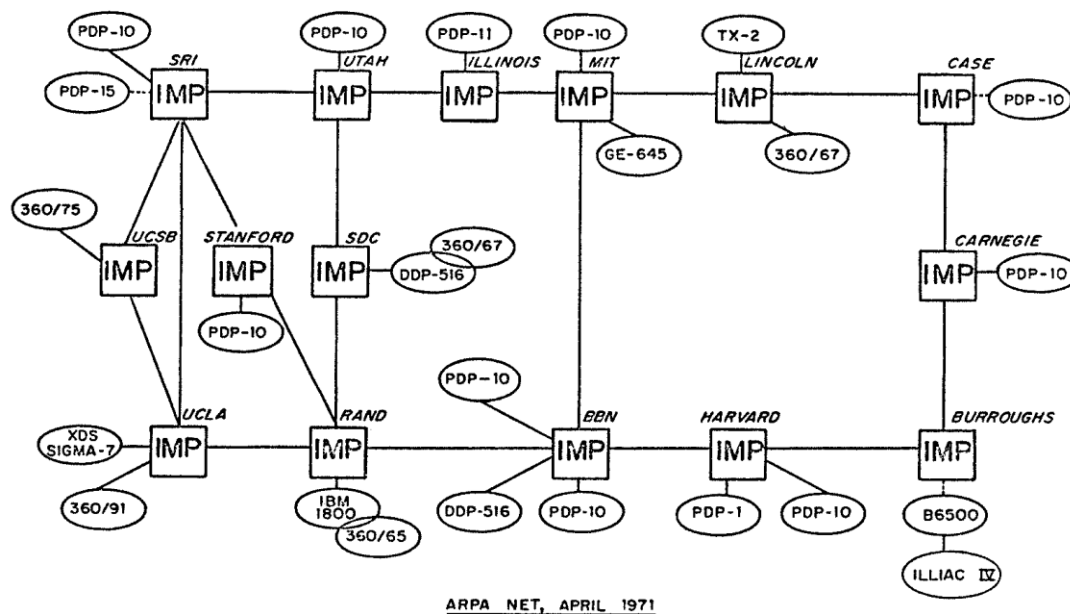 PDP-10
PDP-10
PDP-11
PDP-10
TX-2
SRI
UTAH
ILLINOIS
MIT
LINCOLN
CASE
PDP-15
IMP
IMP
IMP
IMP
IMP
IMP
PDP-10
GE-645
360/67
360/75
UCSB
STANFORD
SDC
360/67
CARNEGIE
IMP
IMP
IMP
DDP-516
IMP
PDP-10
PDP-10
PDP-10
UCLA
RAND
BBN
HARVARD
BURROUGHS
XDS
SIGMA-7
IMP
IMP
IMP
IMP
IMP
360/91
IBM
1800
360/65
DDP-516
PDP-10
PDP-1
PDP-10
B6500
ILLIAC IV
ARPA NET, APRIL 1971